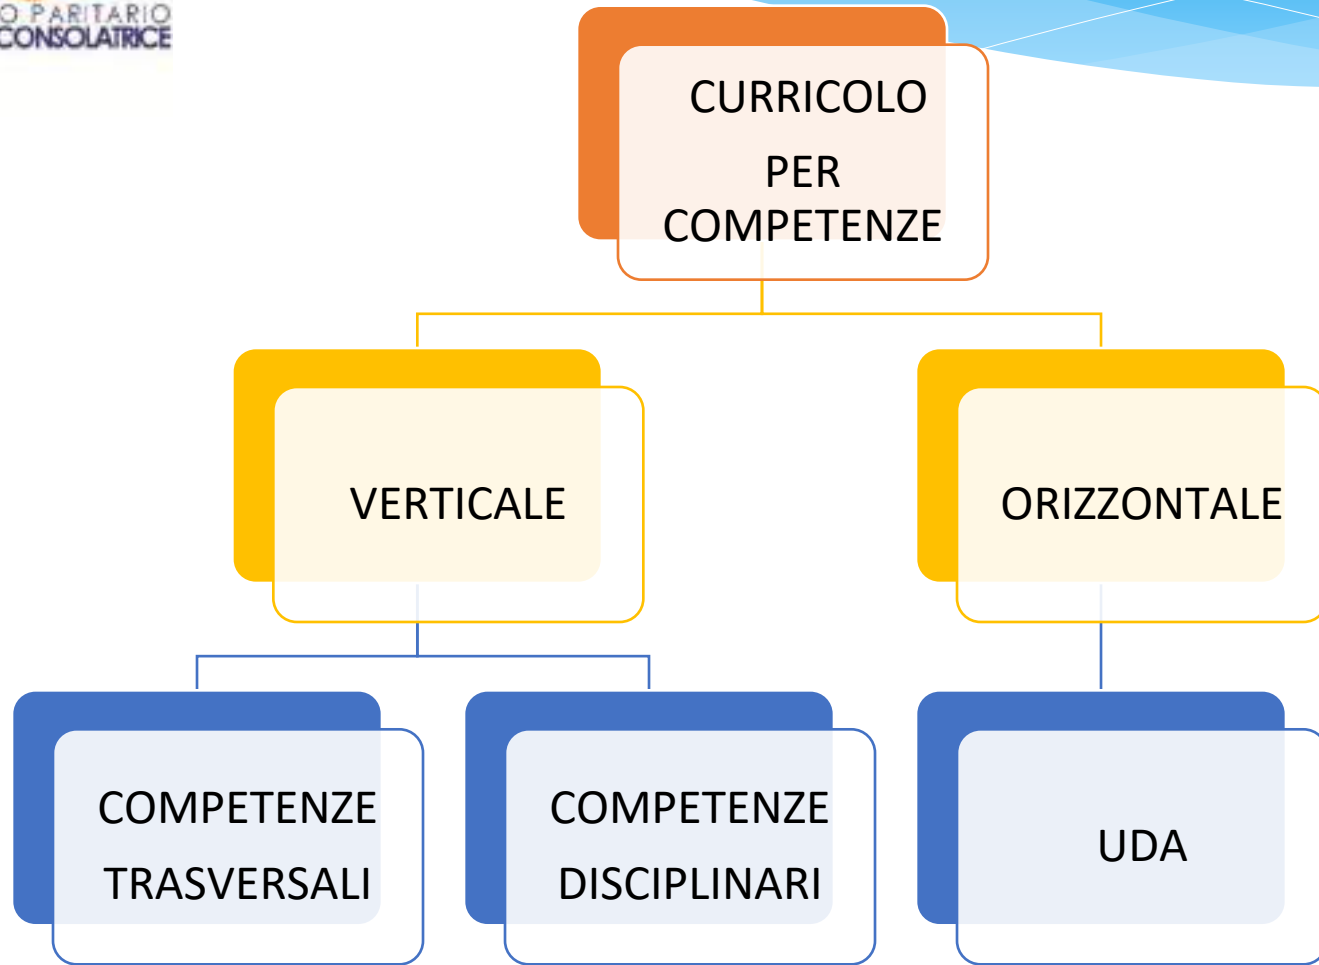 O PARITARIO
CONSOLATRICE
CURRICOLO
PER
COMPETENZE
VERTICALE
ORIZZONTALE
COMPETENZE
TRASVERSALI
COMPETENZE
DISCIPLINARI
UDA